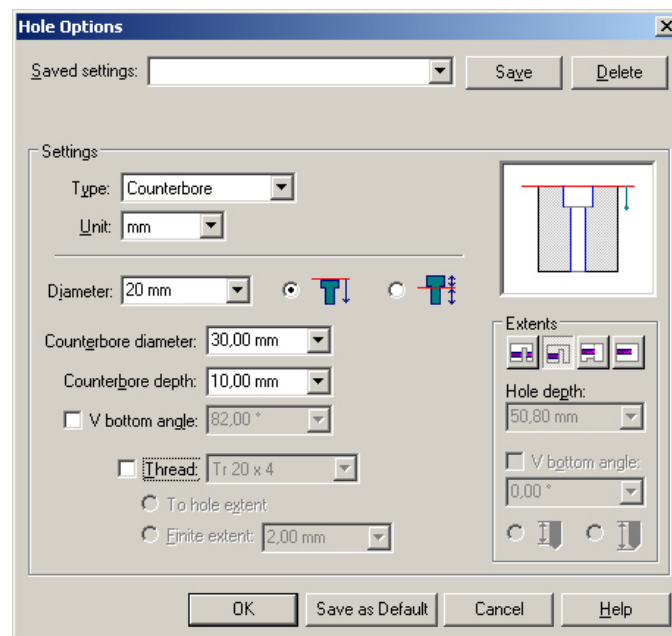 Hole Options
Saved settings:
Save
Delete
Settings
Type: Counterbore
Unit: mm
Diameter: 20 mm
Counterbore diameter: 30,00 mm
Counterbore depth: 10,00 mm
V bottom angle: 82,00 °
Thread: Tr 20 x 4
To hole extent
Finite extent: 2,00 mm
Extents
Hole depth:
50,80 mm
V bottom angle:
0,00 °
OK
Save as Default
Cancel
Help